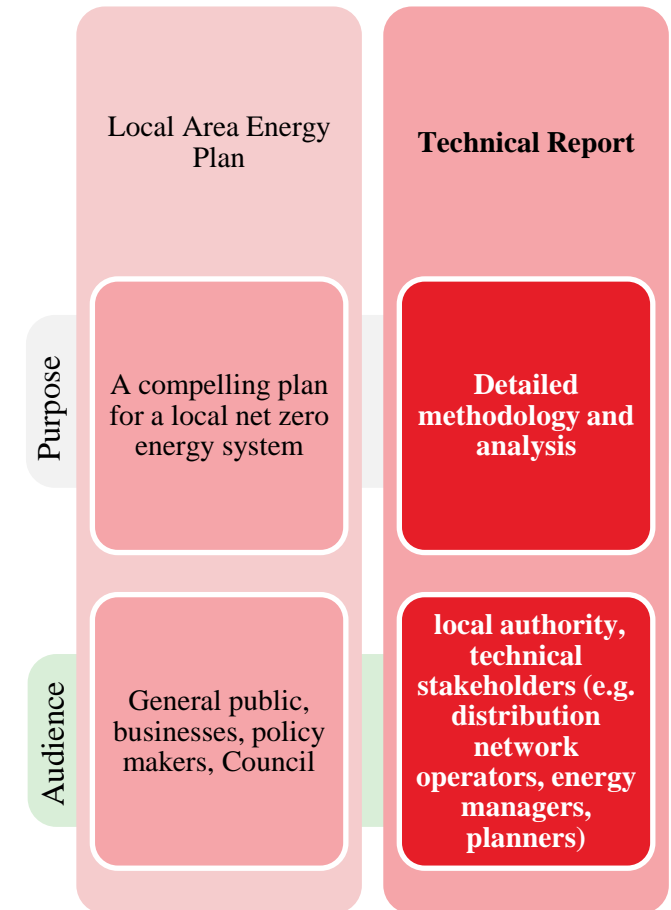 Local Area Energy
Plan
Technical Report
Purpose
A compelling plan
for a local net zero
energy system
Detailed
methodology and
analysis
Audience
General public,
businesses, policy
makers, Council
local authority,
technical
stakeholders (e.g.
distribution
network
operators, energy
managers,
planners)